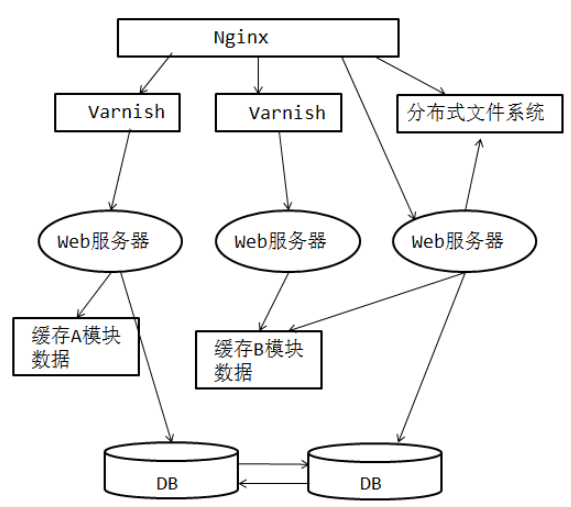 Nginx
Varnish
Varnish
分布式文件系统
Web服务器
Web服务器
Web服务器
缓存A模块
数据
缓存B模块
数据
DB
DB